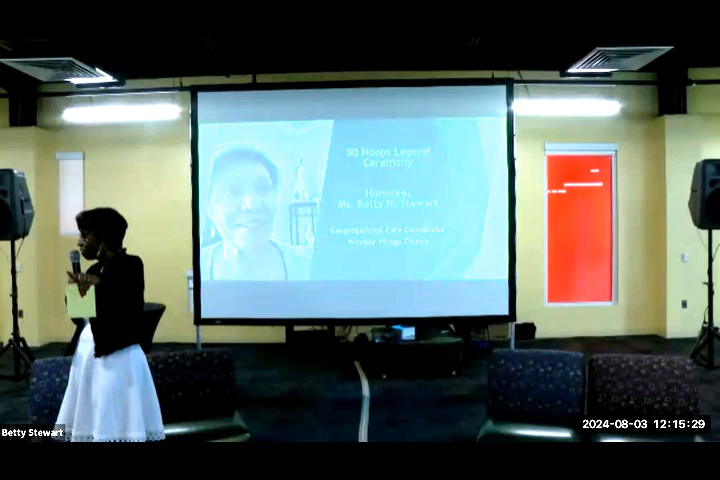 50 Hoops Legend
Ceremony
Honoree:
Ms. Betty N. Stewart
Congregational Care Coordinator
Windsor Village Church
2024-08-03 12:15:29
Betty Stewart